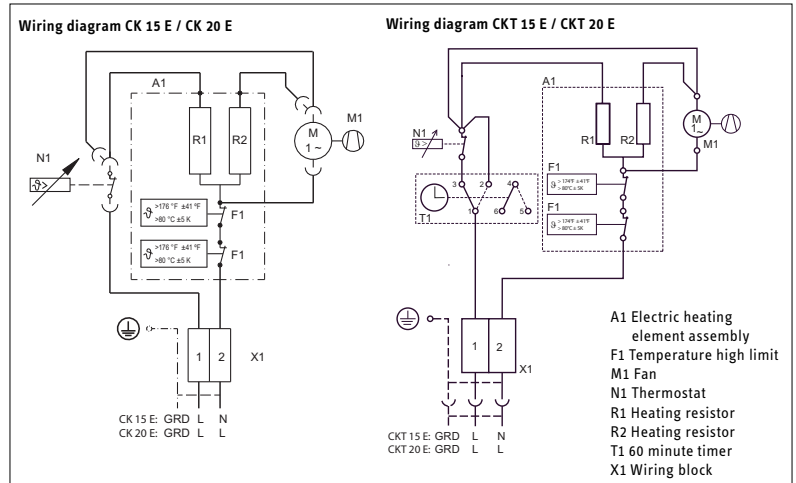 Wiring diagram CK 15 E / CK 20 E
A1
R1
R2
M
1 ~
M1
N1
ϑ>
ϑ
>176 °F ±41 °F
>80 °C ±5 K
F1
ϑ
>176 °F ±41 °F
>80 °C ±5 K
F1
1
2
X1
CK 15 E: GRD L N
CK 20 E: GRD L L
Wiring diagram CKT 15 E / CKT 20 E
A1
R1
R2
M
1~
M1
N1
ϑ>
F1
ϑ
> 174°F ± 41°F
> 80°C ± 5K
F1
ϑ
> 174°F ± 41°F
> 80°C ± 5K
3
2
4
1
6
5
T1
1
2
X1
CKT 15 E: GRD L N
CKT 20 E: GRD L L
A1 Electric heating
element assembly
F1 Temperature high limit
M1 Fan
N1 Thermostat
R1 Heating resistor
R2 Heating resistor
T1 60 minute timer
X1 Wiring block